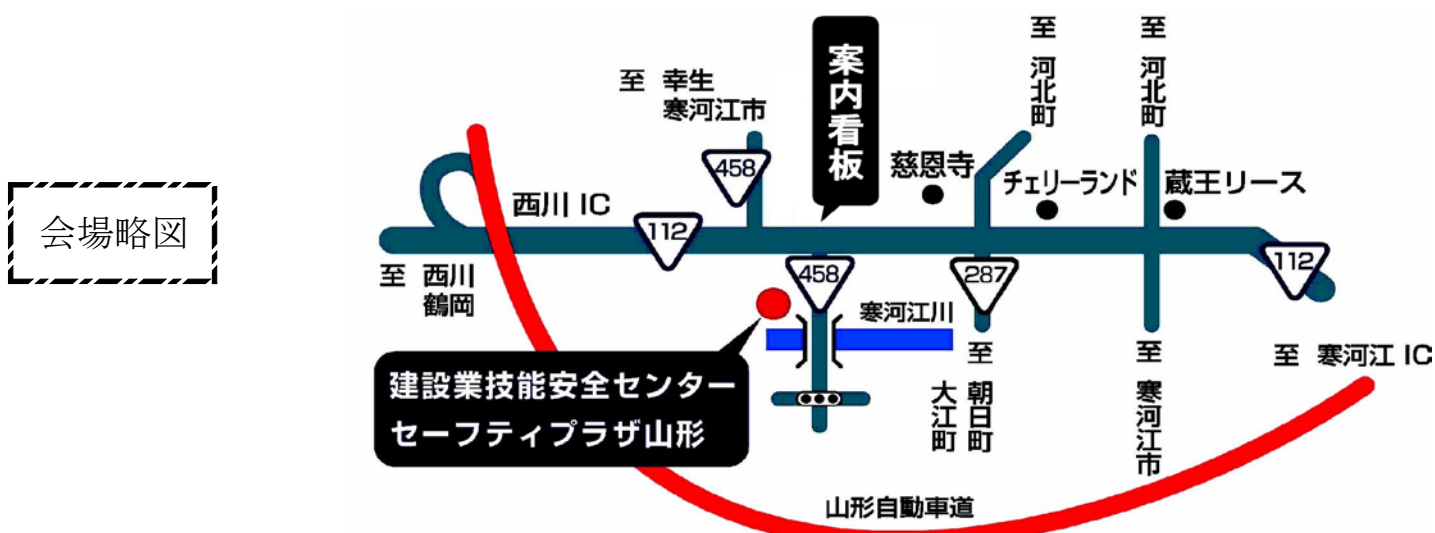 会場略図
至 幸生
寒河江市
案内看板
至 河北町
至 河北町
458
慈恩寺
チェリーランド
蔵王リース
西川 IC
112
至 西川
鶴岡
458
287
112
寒河江川
建設業技能安全センター
セーフティプラザ山形
至 朝日町
大江町
至 寒河江市
至 寒河江 IC
山形自動車道